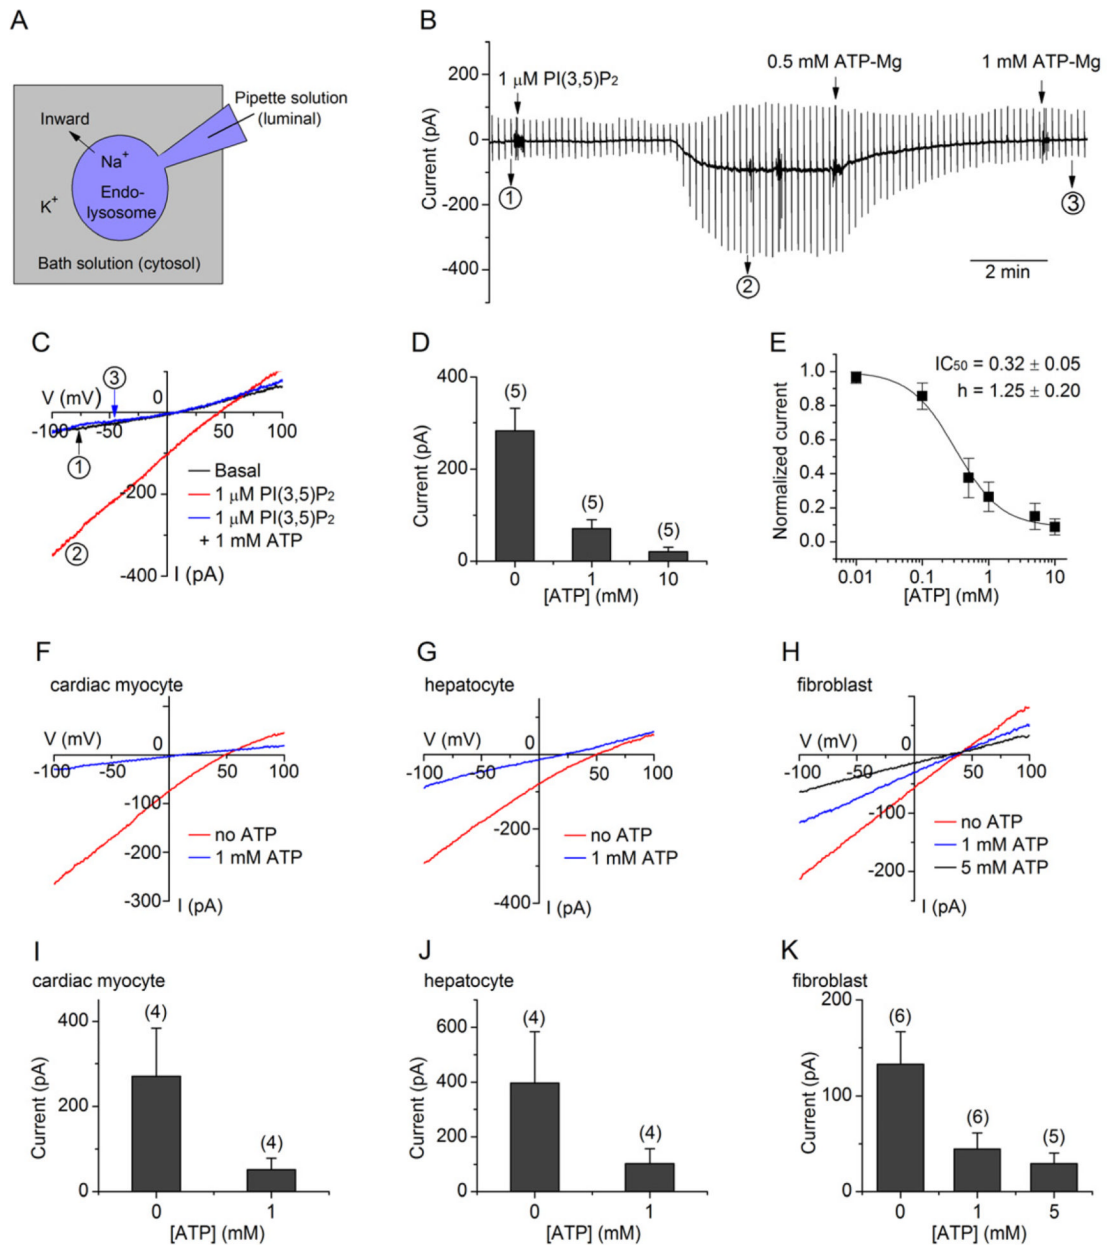 A
Inward
Pipette solution
(luminal)
Na+
Endo-
lysosome
K+
Bath solution (cytosol)
B
Current (pA)
200
0
-200
-400
1 μM PI(3,5)P2
0.5 mM ATP-Mg
1 mM ATP-Mg
1
2
3
2 min
C
V (mV)
3
0
-100
-50
50
100
1
2
-200
-400
I (pA)
Basal
1 μM PI(3,5)P2
1 μM PI(3,5)P2
+ 1 mM ATP
D
Current (pA)
400
200
0
(5)
(5)
(5)
0
1
10
[ATP] (mM)
E
Normalized current
1.0
0.8
0.6
0.4
0.2
0.0
IC50 = 0.32 ± 0.05
h = 1.25 ± 0.20
0.01
0.1
1
10
[ATP] (mM)
F
cardiac myocyte
V (mV)
0
-100
-50
50
100
-100
-200
-300
I (pA)
no ATP
1 mM ATP
G
hepatocyte
V (mV)
0
-100
-50
50
100
-200
-400
I (pA)
no ATP
1 mM ATP
H
fibroblast
V (mV)
0
-100
-50
50
100
-100
-200
I (pA)
no ATP
1 mM ATP
5 mM ATP
I
cardiac myocyte
Current (pA)
400
200
0
(4)
(4)
0
1
[ATP] (mM)
J
hepatocyte
Current (pA)
600
400
200
0
(4)
(4)
0
1
[ATP] (mM)
K
fibroblast
Current (pA)
200
100
0
(6)
(6)
(5)
0
1
5
[ATP] (mM)